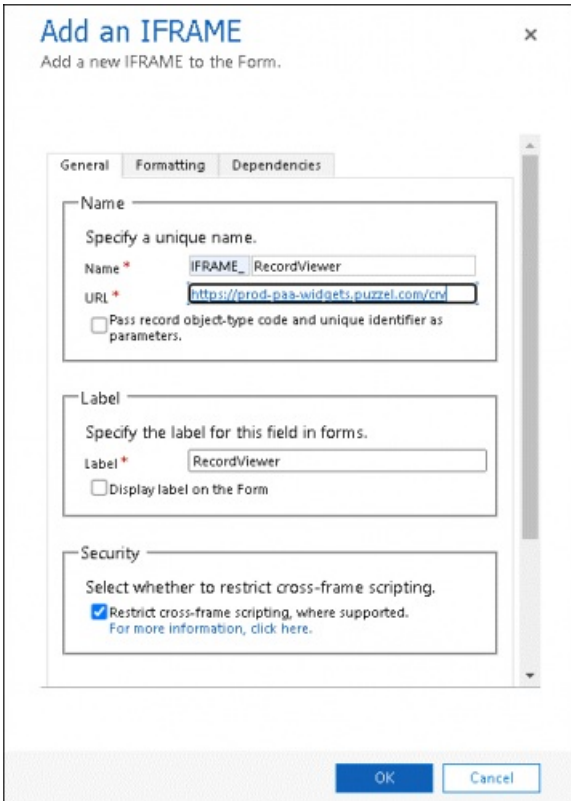 Add an IFRAME
Add a new IFRAME to the Form.
General Formatting Dependencies
Name
Specify a unique name.
Name * IFRAME_ RecordViewer
URL * https://prod-paa-widgets.puzzel.com/crv
Pass record object-type code and unique identifier as
parameters.
Label
Specify the label for this field in forms.
Label * RecordViewer
Display label on the Form
Security
Select whether to restrict cross-frame scripting.
Restrict cross-frame scripting, where supported.
For more information, click here.
OK Cancel